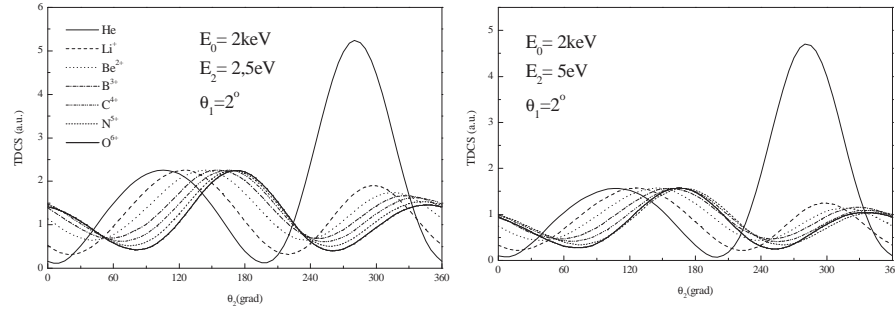 6
5
4
3
2
1
0
TDCS (a.u.)
He
Li⁺
Be²⁺
B³⁺
C⁴⁺
N⁵⁺
O⁶⁺
E₀= 2keV
E₂= 2,5eV
θ₁=2°
0 60 120 180 240 300 360
θ₂(grad)
5
4
3
2
1
0
TDCS (a.u.)
E₀= 2keV
E₂= 5eV
θ₁=2°
0 60 120 180 240 300 36
θ₂(grad)